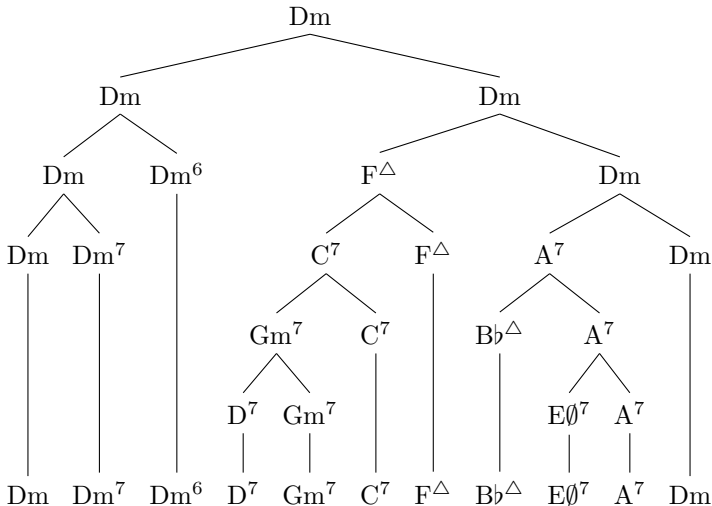 Dm
Dm Dm
Dm Dm⁶ F△ Dm
Dm Dm⁷ C⁷ F△ A⁷ Dm
Gm⁷ C⁷ B♭△ A⁷
D⁷ Gm⁷ E∅⁷ A⁷
Dm Dm⁷ Dm⁶ D⁷ Gm⁷ C⁷ F△ B♭△ E∅⁷ A⁷ Dm